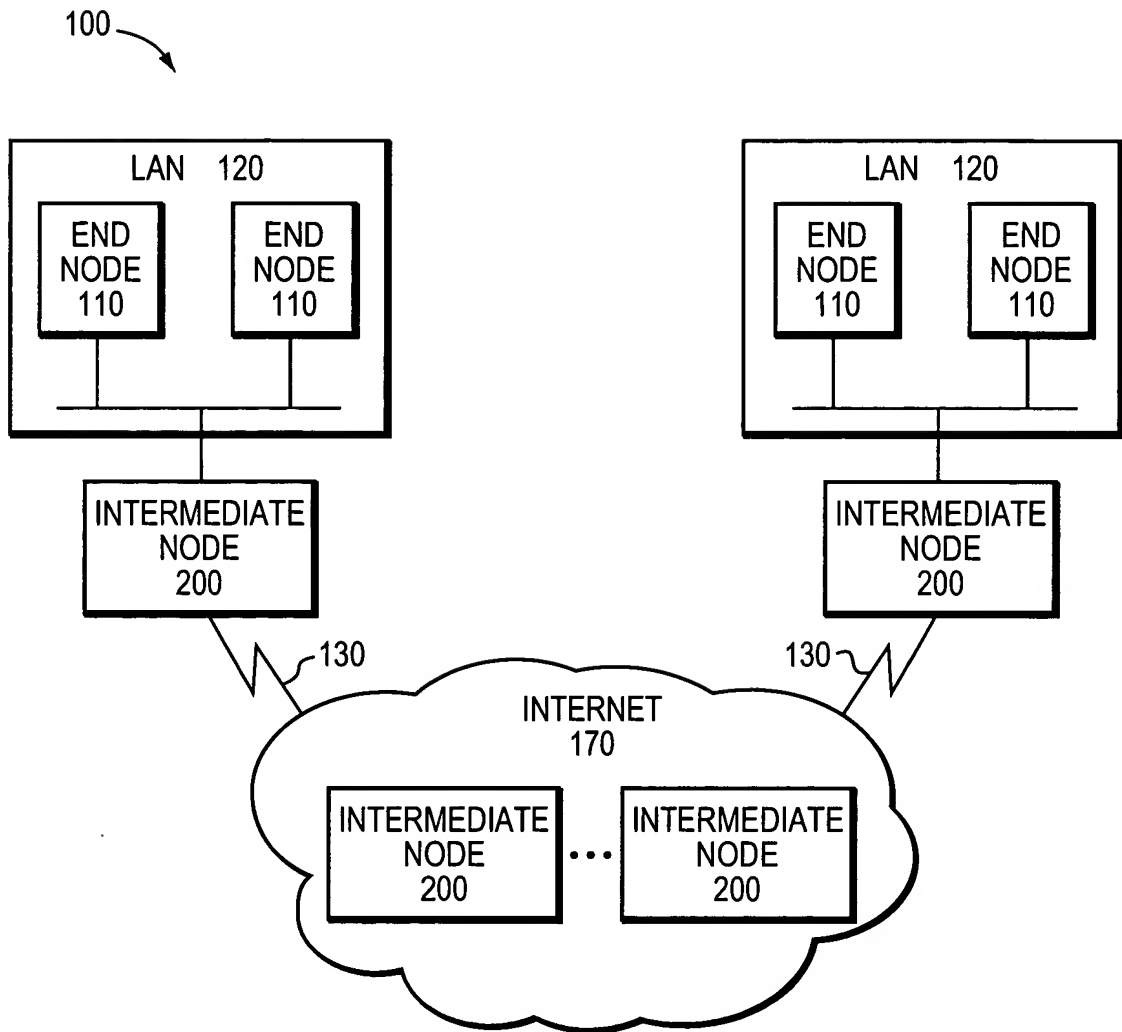 100
LAN 120
END NODE 110
END NODE 110
INTERMEDIATE NODE 200
130
LAN 120
END NODE 110
END NODE 110
INTERMEDIATE NODE 200
130
INTERNET 170
INTERMEDIATE NODE 200
•••
INTERMEDIATE NODE 200